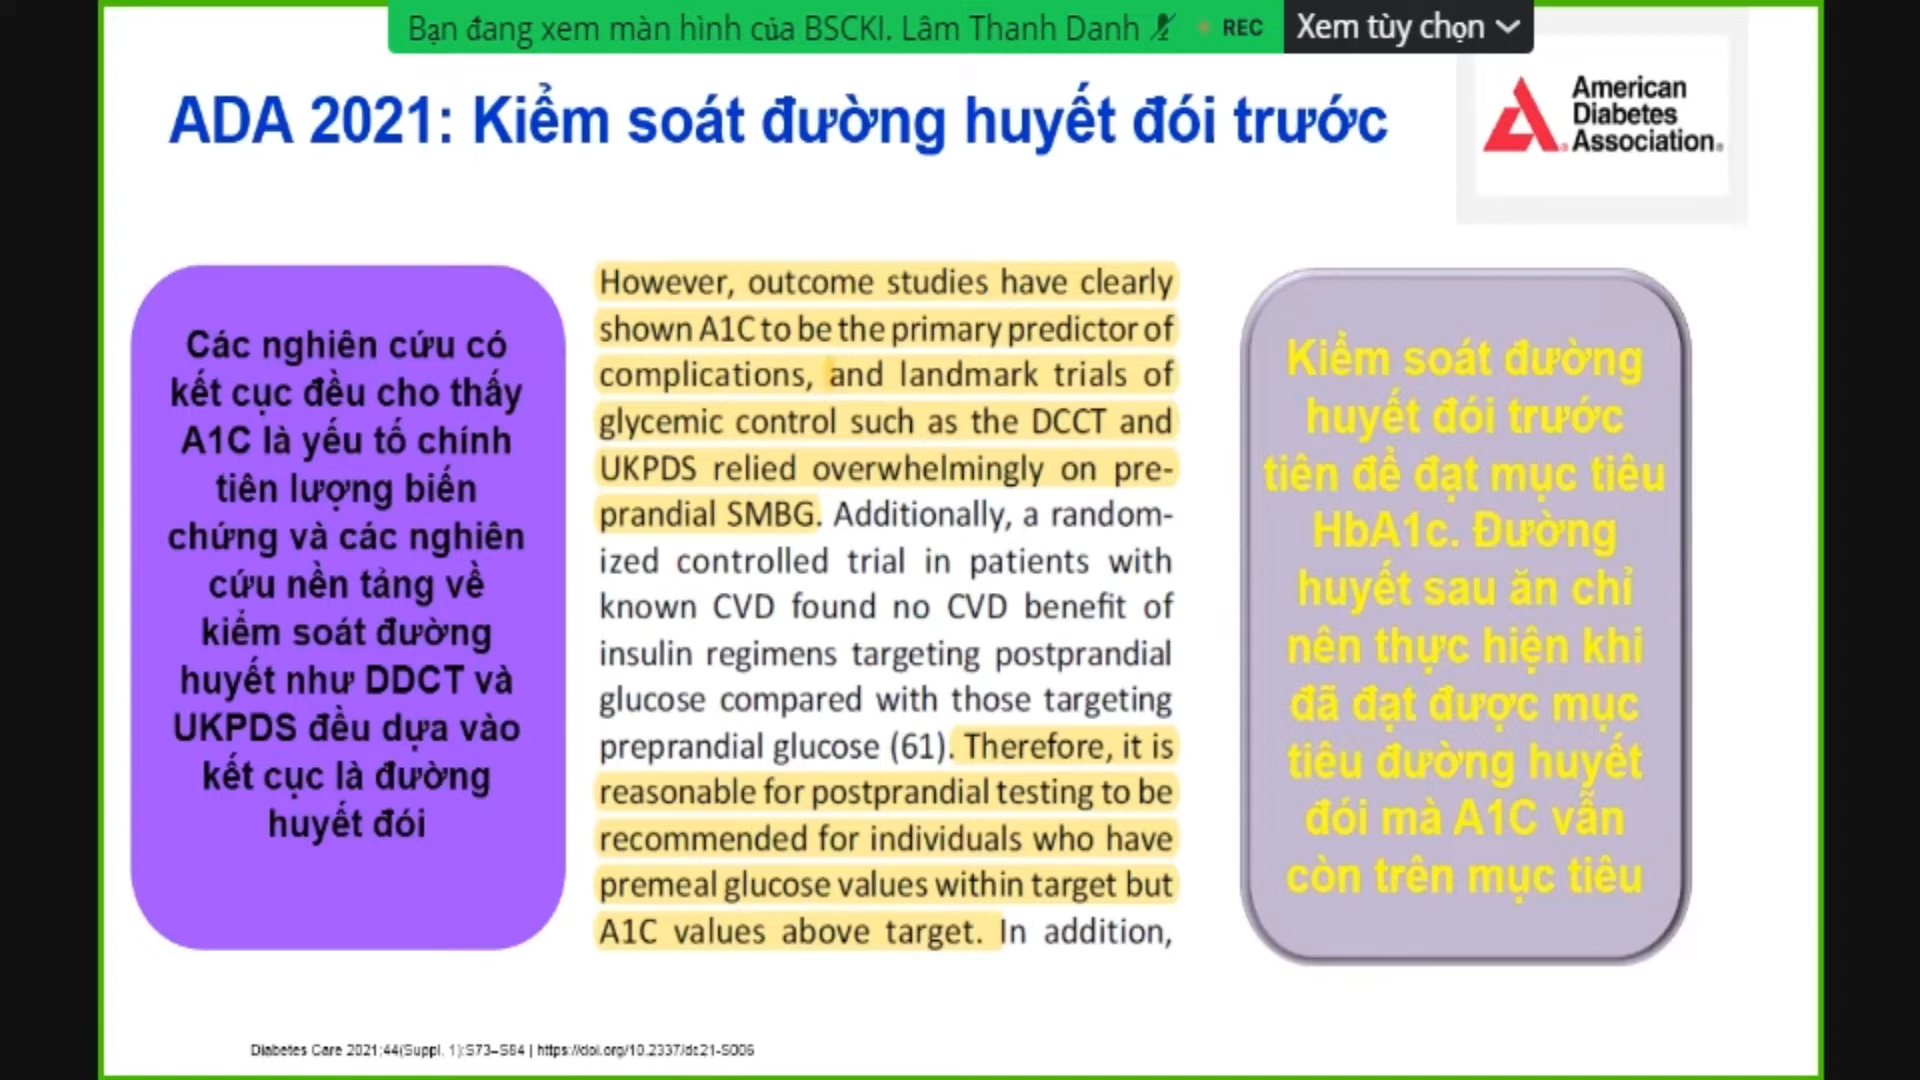 Bạn đang xem màn hình của BSCKI. Lâm Thanh Danh
REC
Xem tùy chọn
ADA 2021: Kiểm soát đường huyết đói trước
American
Diabetes
Association®
Các nghiên cứu có
kết cục đều cho thấy
A1C là yếu tố chính
tiên lượng biến
chứng và các nghiên
cứu nền tảng về
kiểm soát đường
huyết như DDCT và
UKPDS đều dựa vào
kết cục là đường
huyết đói
However, outcome studies have clearly
shown A1C to be the primary predictor of
complications, and landmark trials of
glycemic control such as the DCCT and
UKPDS relied overwhelmingly on pre-
prandial SMBG. Additionally, a random-
ized controlled trial in patients with
known CVD found no CVD benefit of
insulin regimens targeting postprandial
glucose compared with those targeting
preprandial glucose (61). Therefore, it is
reasonable for postprandial testing to be
recommended for individuals who have
premeal glucose values within target but
A1C values above target. In addition,
Kiểm soát đường
huyết đói trước
tiên để đạt mục tiêu
HbA1c. Đường
huyết sau ăn chỉ
nên thực hiện khi
đã đạt được mục
tiêu đường huyết
đói mà A1C vẫn
còn trên mục tiêu
Diabetes Care 2021;44(Suppl. 1):S73–S84 | https://doi.org/10.2337/dc21-S006